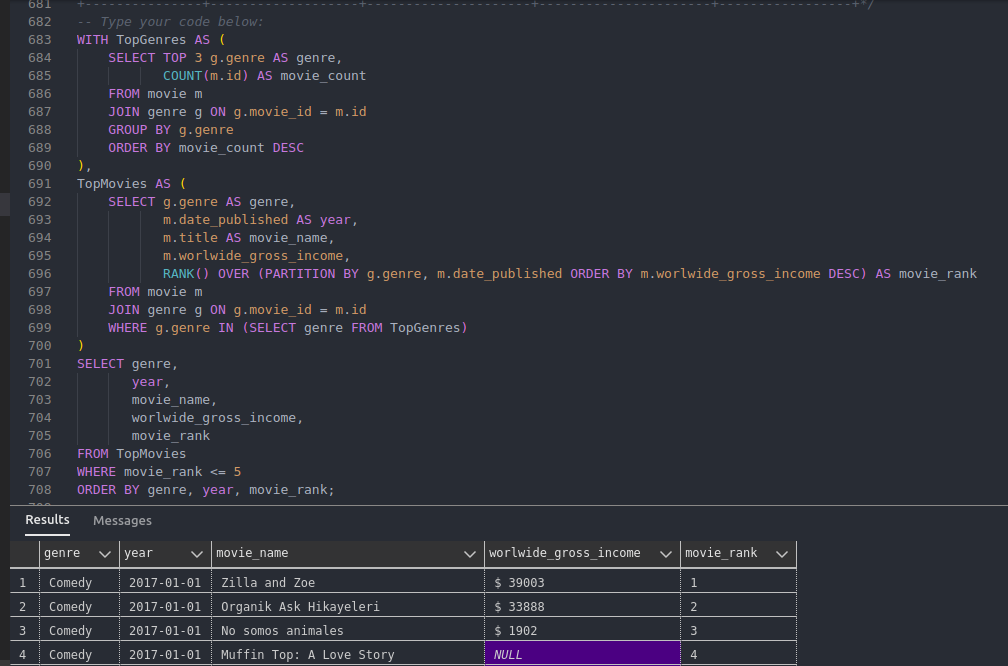 681 +---------------+-------------------+---------------------+----------------------+-----------------+*/
682 -- Type your code below:
683 WITH TopGenres AS (
684 SELECT TOP 3 g.genre AS genre,
685 COUNT(m.id) AS movie_count
686 FROM movie m
687 JOIN genre g ON g.movie_id = m.id
688 GROUP BY g.genre
689 ORDER BY movie_count DESC
690 ),
691 TopMovies AS (
692 SELECT g.genre AS genre,
693 m.date_published AS year,
694 m.title AS movie_name,
695 m.worlwide_gross_income,
696 RANK() OVER (PARTITION BY g.genre, m.date_published ORDER BY m.worlwide_gross_income DESC) AS movie_rank
697 FROM movie m
698 JOIN genre g ON g.movie_id = m.id
699 WHERE g.genre IN (SELECT genre FROM TopGenres)
700 )
701 SELECT genre,
702 year,
703 movie_name,
704 worlwide_gross_income,
705 movie_rank
706 FROM TopMovies
707 WHERE movie_rank <= 5
708 ORDER BY genre, year, movie_rank;
Results Messages
genre year movie_name worlwide_gross_income movie_rank
1 Comedy 2017-01-01 Zilla and Zoe $ 39003 1
2 Comedy 2017-01-01 Organik Ask Hikayeleri $ 33888 2
3 Comedy 2017-01-01 No somos animales $ 1902 3
4 Comedy 2017-01-01 Muffin Top: A Love Story NULL 4